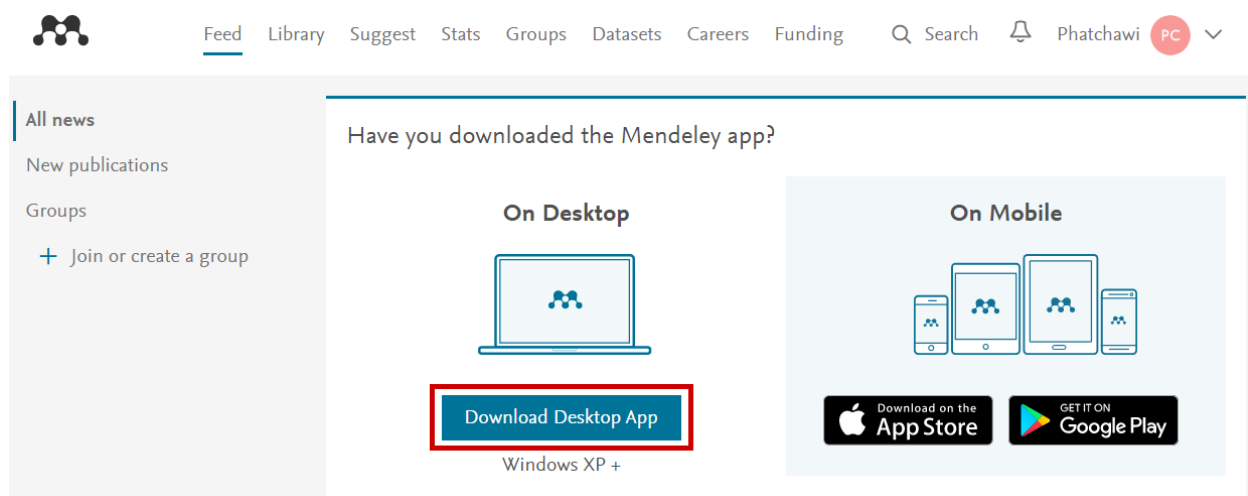 Feed Library Suggest Stats Groups Datasets Careers Funding Search Phatchawi PC
All news
New publications
Groups
+ Join or create a group
Have you downloaded the Mendeley app?
On Desktop
Download Desktop App
Windows XP +
On Mobile
Download on the
App Store
GET IT ON
Google Play